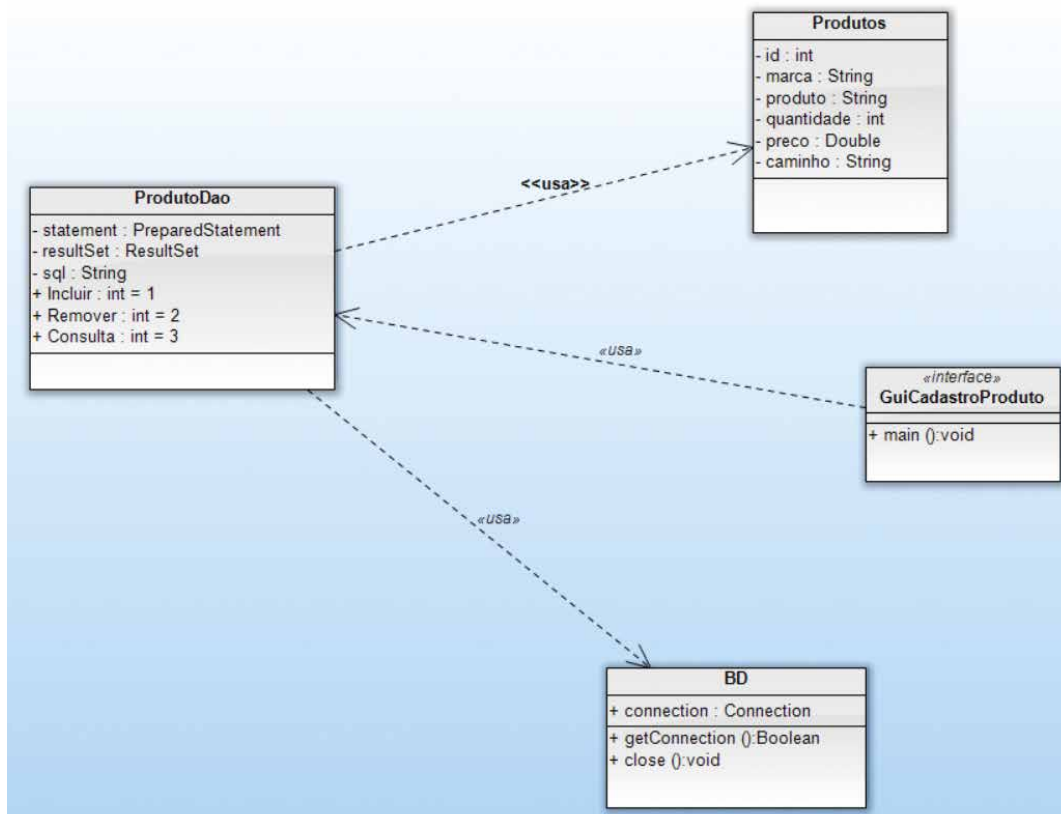 Produtos
- id : int
- marca : String
- produto : String
- quantidade : int
- preco : Double
- caminho : String
<<usa>>
ProdutoDao
- statement : PreparedStatement
- resultSet : ResultSet
- sql : String
+ Incluir : int = 1
+ Remover : int = 2
+ Consulta : int = 3
«usa»
«interface»
GuiCadastroProduto
+ main ():void
«usa»
BD
+ connection : Connection
+ getConnection ():Boolean
+ close ():void